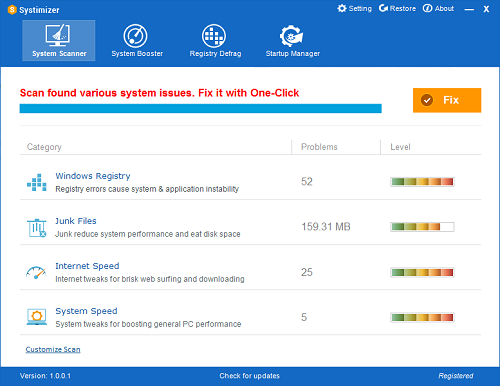 S Systimizer
Setting Restore About
System Scanner System Booster Registry Defrag Startup Manager
Scan found various system issues. Fix it with One-Click
Fix
Category Problems Level
Windows Registry
Registry errors cause system & application instability
52
Junk Files
Junk reduce system performance and eat disk space
159.31 MB
Internet Speed
Internet tweaks for brisk web surfing and downloading
25
System Speed
System tweaks for boosting general PC performance
5
Customize Scan
Version: 1.0.0.1 Check for updates Registered